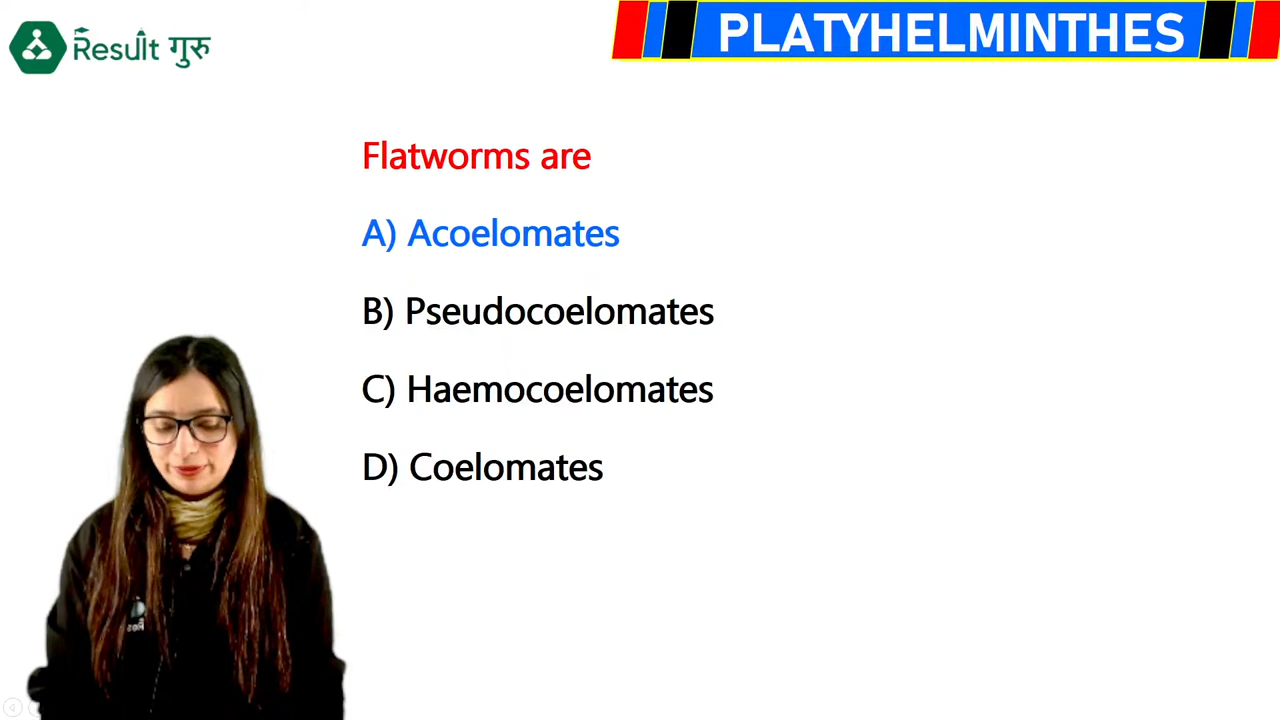 Result गुरु
PLATYHELMINTHES
Flatworms are
A) Acoelomates
B) Pseudocoelomates
C) Haemocoelomates
D) Coelomates